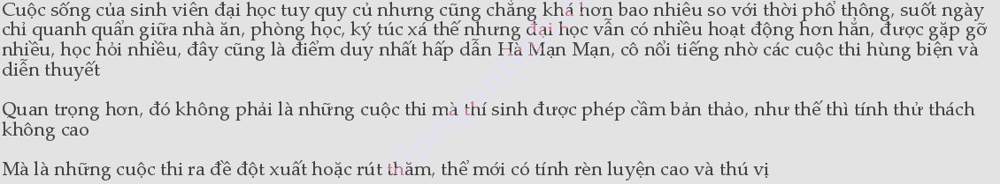 Cuộc sống của sinh viên đại học tuy quy củ nhưng cũng chẳng khá hơn bao nhiêu so với thời phổ thông, suốt ngày
chỉ quanh quẩn giữa nhà ăn, phòng học, ký túc xá thế nhưng đại học vẫn có nhiều hoạt động hơn hẳn, được gặp gỡ
nhiều, học hỏi nhiều, đây cũng là điểm duy nhất hấp dẫn Hà Mạn Mạn, cô nổi tiếng nhờ các cuộc thi hùng biện và
diễn thuyết
Quan trọng hơn, đó không phải là những cuộc thi mà thí sinh được phép cầm bản thảo, như thế thì tính thử thách
không cao
Mà là những cuộc thi ra đề đột xuất hoặc rút thăm, thể mới có tính rèn luyện cao và thú vị